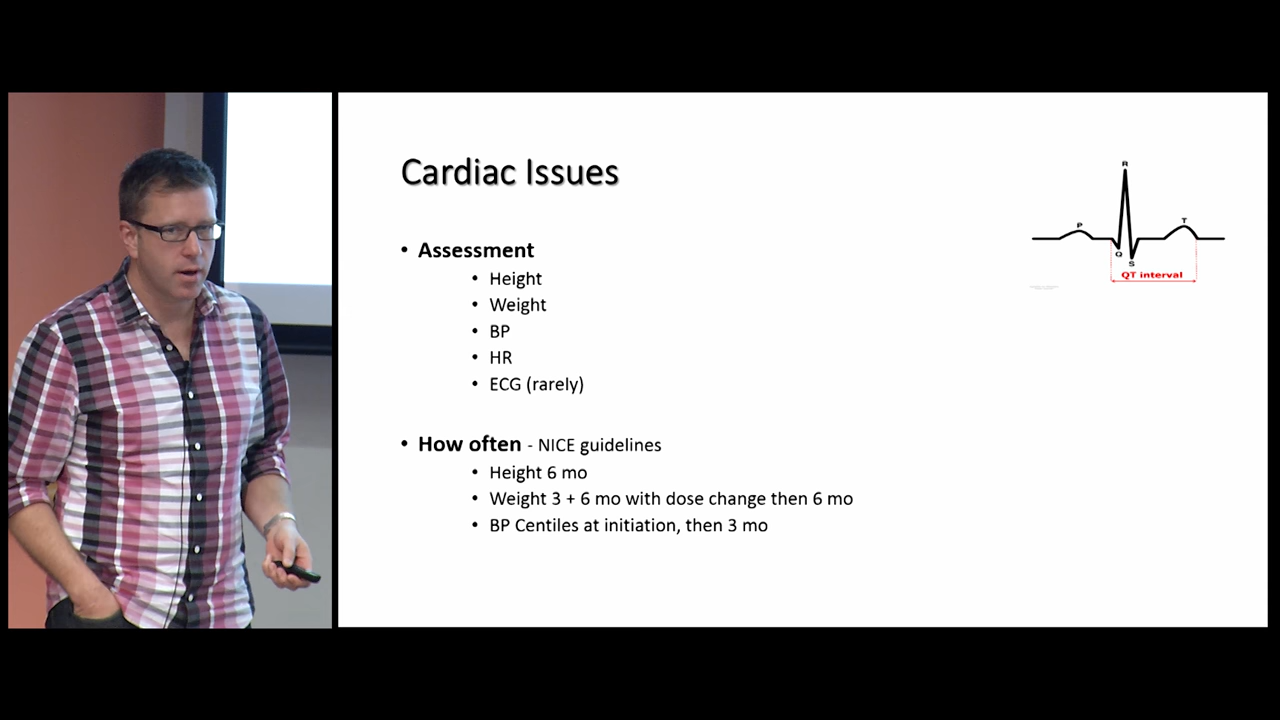 Cardiac Issues
• Assessment
• Height
• Weight
• BP
• HR
• ECG (rarely)
• How often - NICE guidelines
• Height 6 mo
• Weight 3 + 6 mo with dose change then 6 mo
• BP Centiles at initiation, then 3 mo
R
P
T
Q
S
QT interval